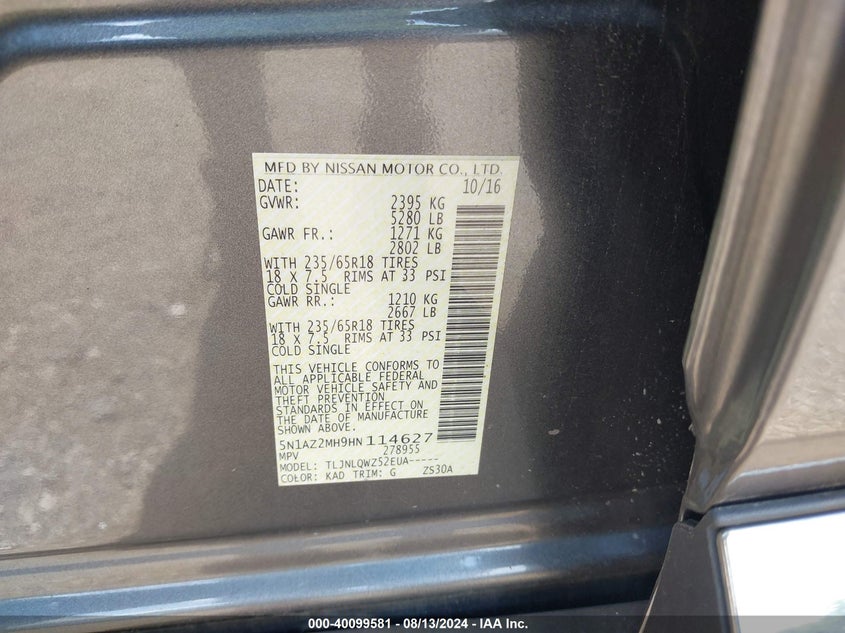 MFD BY NISSAN MOTOR CO., LTD.
DATE: 10/16
GVWR: 2395 KG
5280 LB
GAWR FR.: 1271 KG
2802 LB
WITH 235/65R18 TIRES
18 X 7.5 RIMS AT 33 PSI
COLD SINGLE
GAWR RR.: 1210 KG
2667 LB
WITH 235/65R18 TIRES
18 X 7.5 RIMS AT 33 PSI
COLD SINGLE
THIS VEHICLE CONFORMS TO
ALL APPLICABLE FEDERAL
MOTOR VEHICLE SAFETY AND
THEFT PREVENTION
STANDARDS IN EFFECT ON
THE DATE OF MANUFACTURE
SHOWN ABOVE.
5N1AZ2MH9HN 114627
MPV 278955
MODEL: TLJNLQWZ52EUA-----
COLOR: KAD TRIM: G ZS30A
000-40099581 - 08/13/2024 - © IAA Holdings, LLC